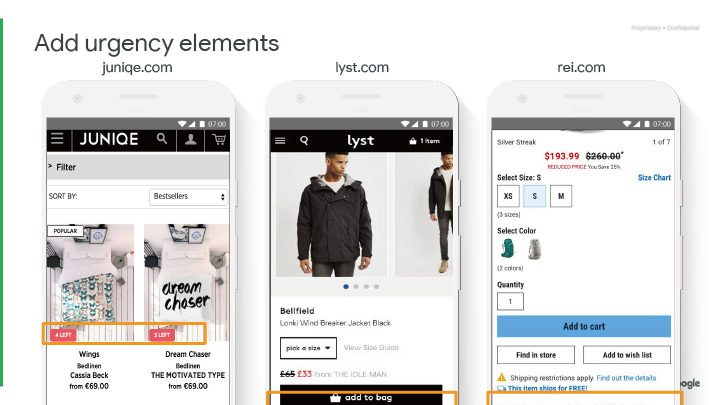 Proprietary + Confidential
Add urgency elements
juniqe.com
lyst.com
rei.com
07:00
JUNIQE
> Filter
SORT BY:
Bestsellers
POPULAR
dream chaser
4 LEFT
3 LEFT
Wings
Dream Chaser
Bedlinen
Bedlinen
Cassia Beck
THE MOTIVATED TYPE
from €69.00
from €69.00
07:00
lyst
1 Item
Bellfield
Lonki Wind Breaker Jacket Black
pick a size
View Size Guide
£65 £33 From THE IDLE MAN
add to bag
07:00
Silver Streak
1 of 7
$193.99 $260.00*
REDUCED PRICE You Save 25%
Select Size: S
Size Chart
XS
S
M
(3 sizes)
Select Color
(2 colors)
Quantity
1
Add to cart
Find in store
Add to wish list
Shipping restrictions apply. Find out the details
This item ships for FREE!
ogle